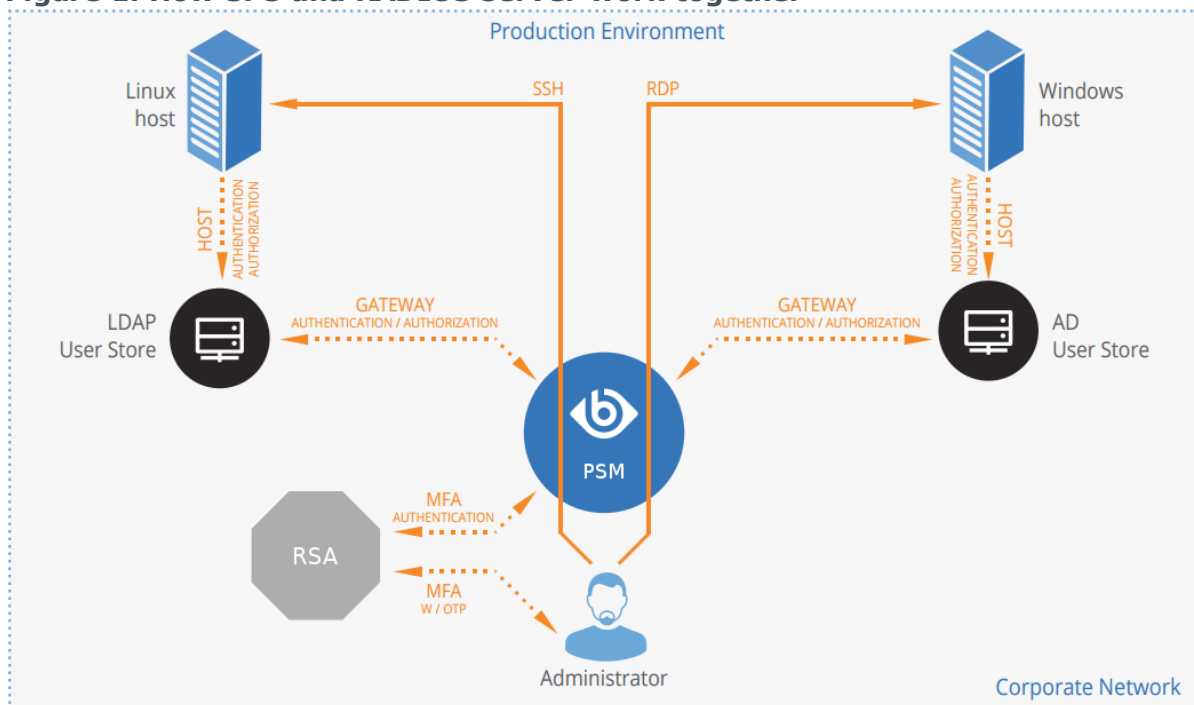 Production Environment
SSH
RDP
Linux
host
Windows
host
HOST
AUTHENTICATION
AUTHORIZATION
AUTHENTICATION
AUTHORIZATION
HOST
LDAP
User Store
GATEWAY
AUTHENTICATION / AUTHORIZATION
GATEWAY
AUTHENTICATION / AUTHORIZATION
AD
User Store
PSM
MFA
AUTHENTICATION
RSA
MFA
W / OTP
Administrator
Corporate Network